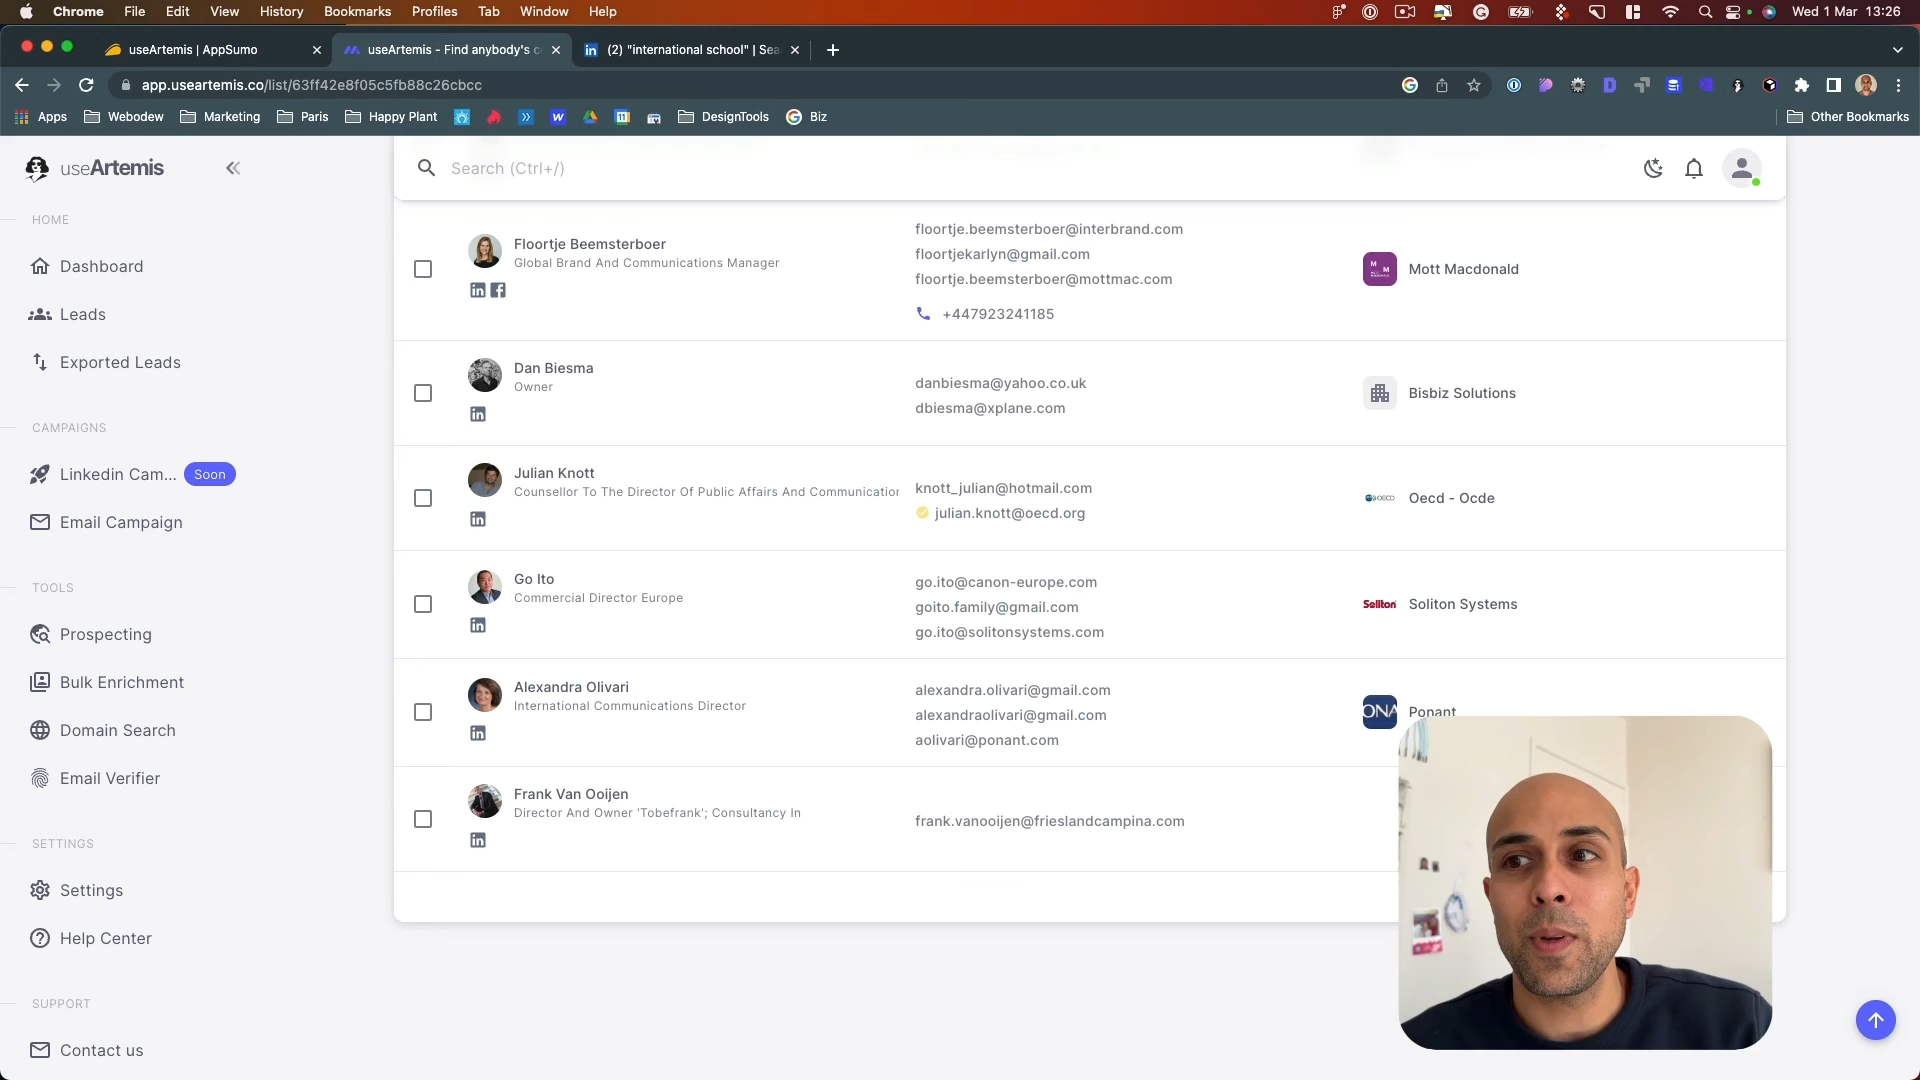 Chrome File Edit View History Bookmarks Profiles Tab Window Help Wed 1 Mar 13:26
useArtemis | AppSumo
useArtemis - Find anybody's c
(2) "international school" | Sea
app.useartemis.co/list/63ff42e8f05c5fb88c26cbcc
Apps Webodew Marketing Paris Happy Plant DesignTools Biz Other Bookmarks
useArtemis
Search (Ctrl+/)
HOME
Dashboard
Leads
Exported Leads
CAMPAIGNS
Linkedin Cam... Soon
Email Campaign
TOOLS
Prospecting
Bulk Enrichment
Domain Search
Email Verifier
SETTINGS
Settings
Help Center
SUPPORT
Contact us
Floortje Beemsterboer
Global Brand And Communications Manager
floortje.beemsterboer@interbrand.com
floortjekarlyn@gmail.com
floortje.beemsterboer@mottmac.com
+447923241185
Mott Macdonald
Dan Biesma
Owner
danbiesma@yahoo.co.uk
dbiesma@xplane.com
Bisbiz Solutions
Julian Knott
Counsellor To The Director Of Public Affairs And Communication
knott_julian@hotmail.com
julian.knott@oecd.org
OECD
Oecd - Ocde
Go Ito
Commercial Director Europe
go.ito@canon-europe.com
goito.family@gmail.com
go.ito@solitonsystems.com
Soliton
Soliton Systems
Alexandra Olivari
International Communications Director
alexandra.olivari@gmail.com
alexandraolivari@gmail.com
aolivari@ponant.com
ONA
Ponant
Frank Van Ooijen
Director And Owner 'Tobefrank'; Consultancy In
frank.vanooijen@frieslandcampina.com